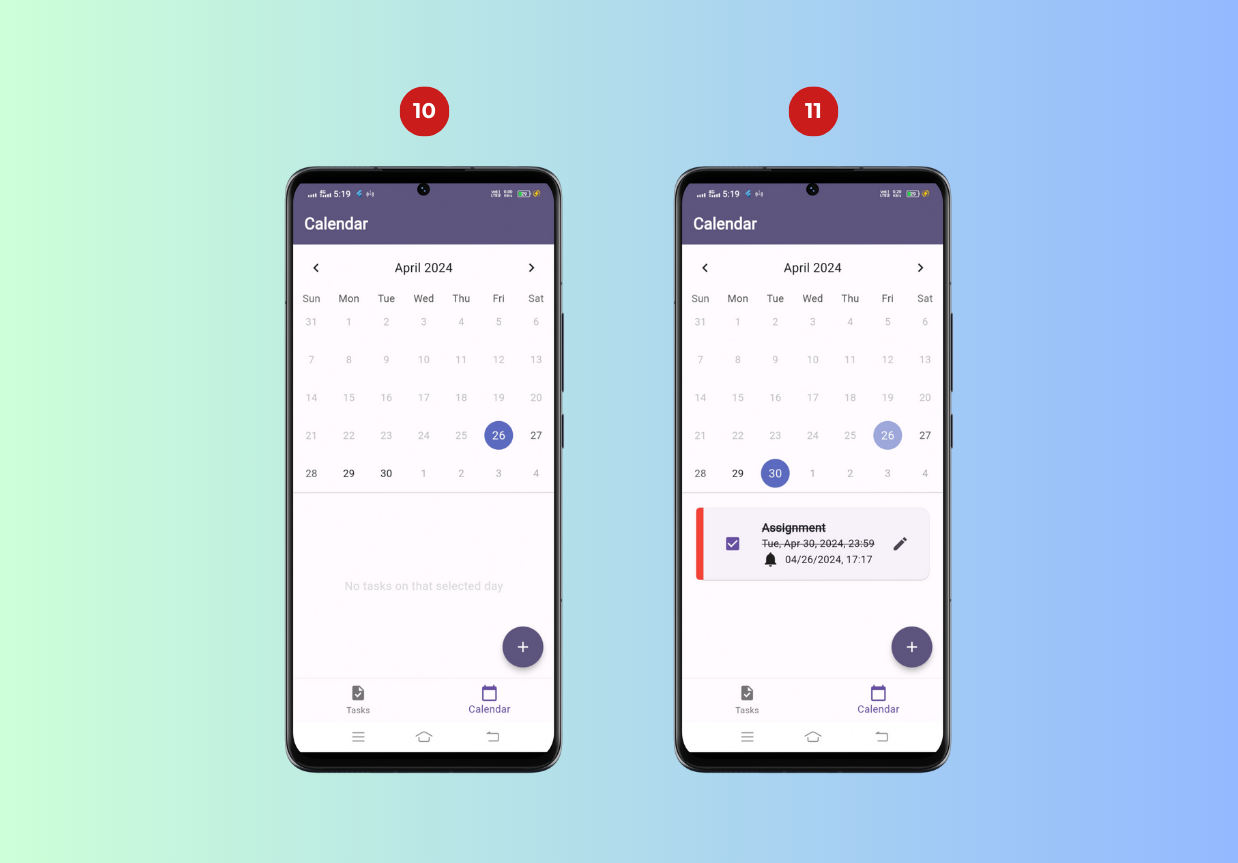 10
11
5:19
Calendar
April 2024
Sun Mon Tue Wed Thu Fri Sat
31 1 2 3 4 5 6
7 8 9 10 11 12 13
14 15 16 17 18 19 20
21 22 23 24 25 26 27
28 29 30 1 2 3 4
No tasks on that selected day
+
Tasks Calendar
5:19
Calendar
April 2024
Sun Mon Tue Wed Thu Fri Sat
31 1 2 3 4 5 6
7 8 9 10 11 12 13
14 15 16 17 18 19 20
21 22 23 24 25 26 27
28 29 30 1 2 3 4
Assignment
Tue, Apr 30, 2024, 23:59
04/26/2024, 17:17
+
Tasks Calendar